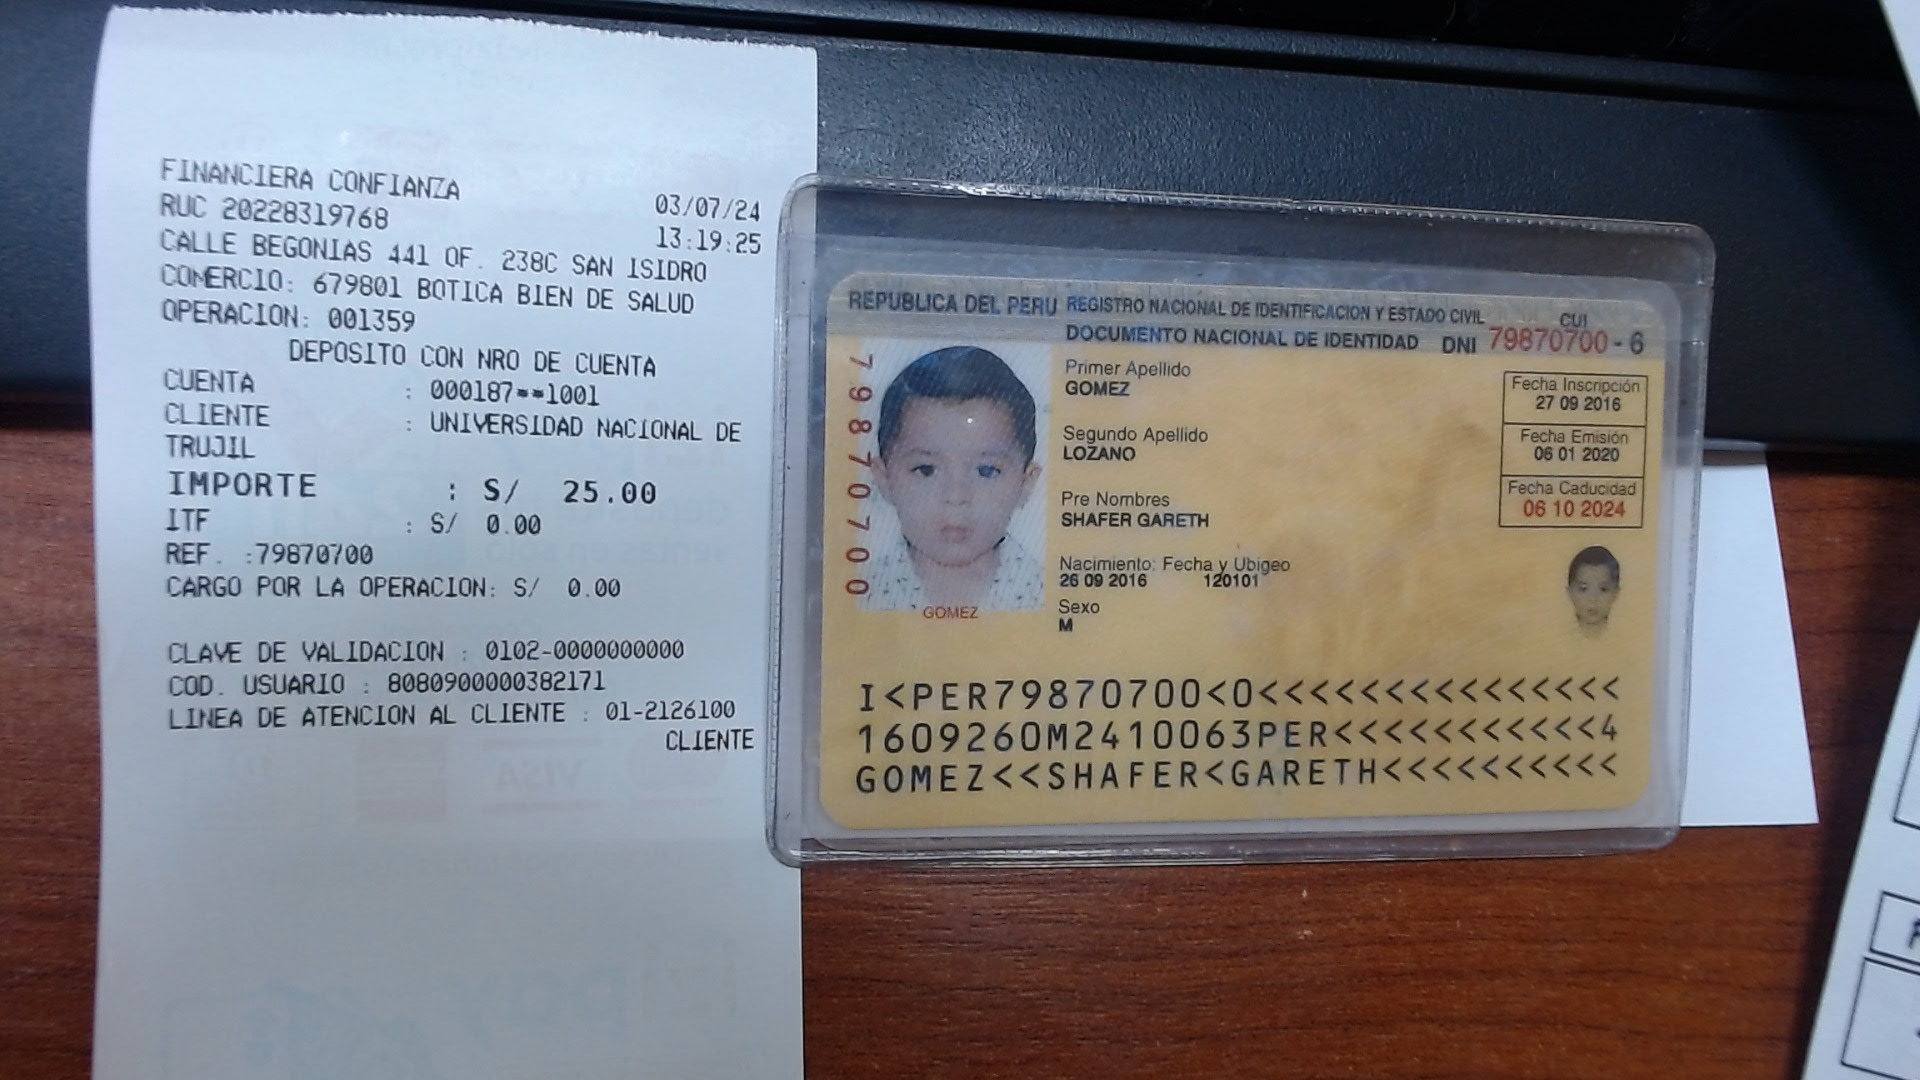 FINANCIERA CONFIANZA
RUC 20228319768 03/07/24
13:19:25
CALLE BEGONIAS 441 OF. 238C SAN ISIDRO
COMERCIO: 679801 BOTICA BIEN DE SALUD
OPERACION: 001359
DEPOSITO CON NRO DE CUENTA
CUENTA : 000187**1001
CLIENTE : UNIVERSIDAD NACIONAL DE
TRUJIL
IMPORTE : S/ 25.00
ITF : S/ 0.00
REF. :79870700
CARGO POR LA OPERACION: S/ 0.00
CLAVE DE VALIDACION : 0102-0000000000
COD. USUARIO : 8080900000382171
LINEA DE ATENCION AL CLIENTE : 01-2126100
CLIENTE
REPUBLICA DEL PERU REGISTRO NACIONAL DE IDENTIFICACION Y ESTADO CIVIL
CUI
DOCUMENTO NACIONAL DE IDENTIDAD DNI 79870700 - 6
79870700
Primer Apellido
GOMEZ
Segundo Apellido
LOZANO
Pre Nombres
SHAFER GARETH
Nacimiento: Fecha y Ubigeo
26 09 2016 120101
Sexo
M
Fecha Inscripción
27 09 2016
Fecha Emisión
06 01 2020
Fecha Caducidad
06 10 2024
GOMEZ
I<PER79870700<0<<<<<<<<<<<<<<<
1609260M2410063PER<<<<<<<<<<<4
GOMEZ<<SHAFER<GARETH<<<<<<<<<<